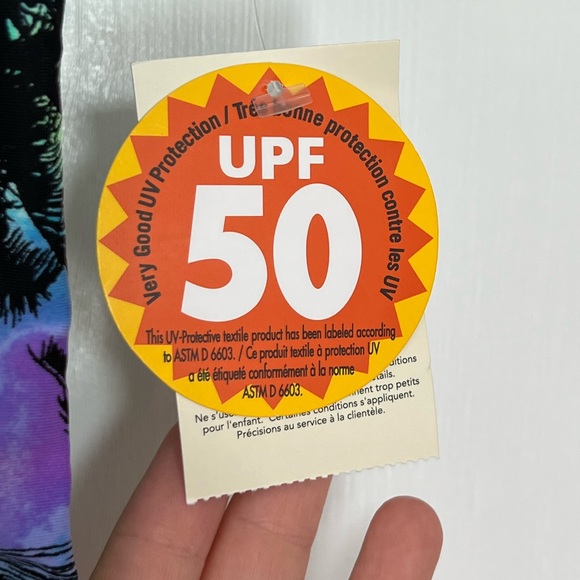 Very Good UV Protection / Très bonne protection contre les UV
UPF
50
This UV-Protective textile product has been labeled according
to ASTM D 6603. / Ce produit textile à protection UV
a été étiqueté conformément à la norme
ASTM D 6603.
trop petits
pour l'enfant. Certaines conditions s'appliquent.
Précisions au service à la clientèle.